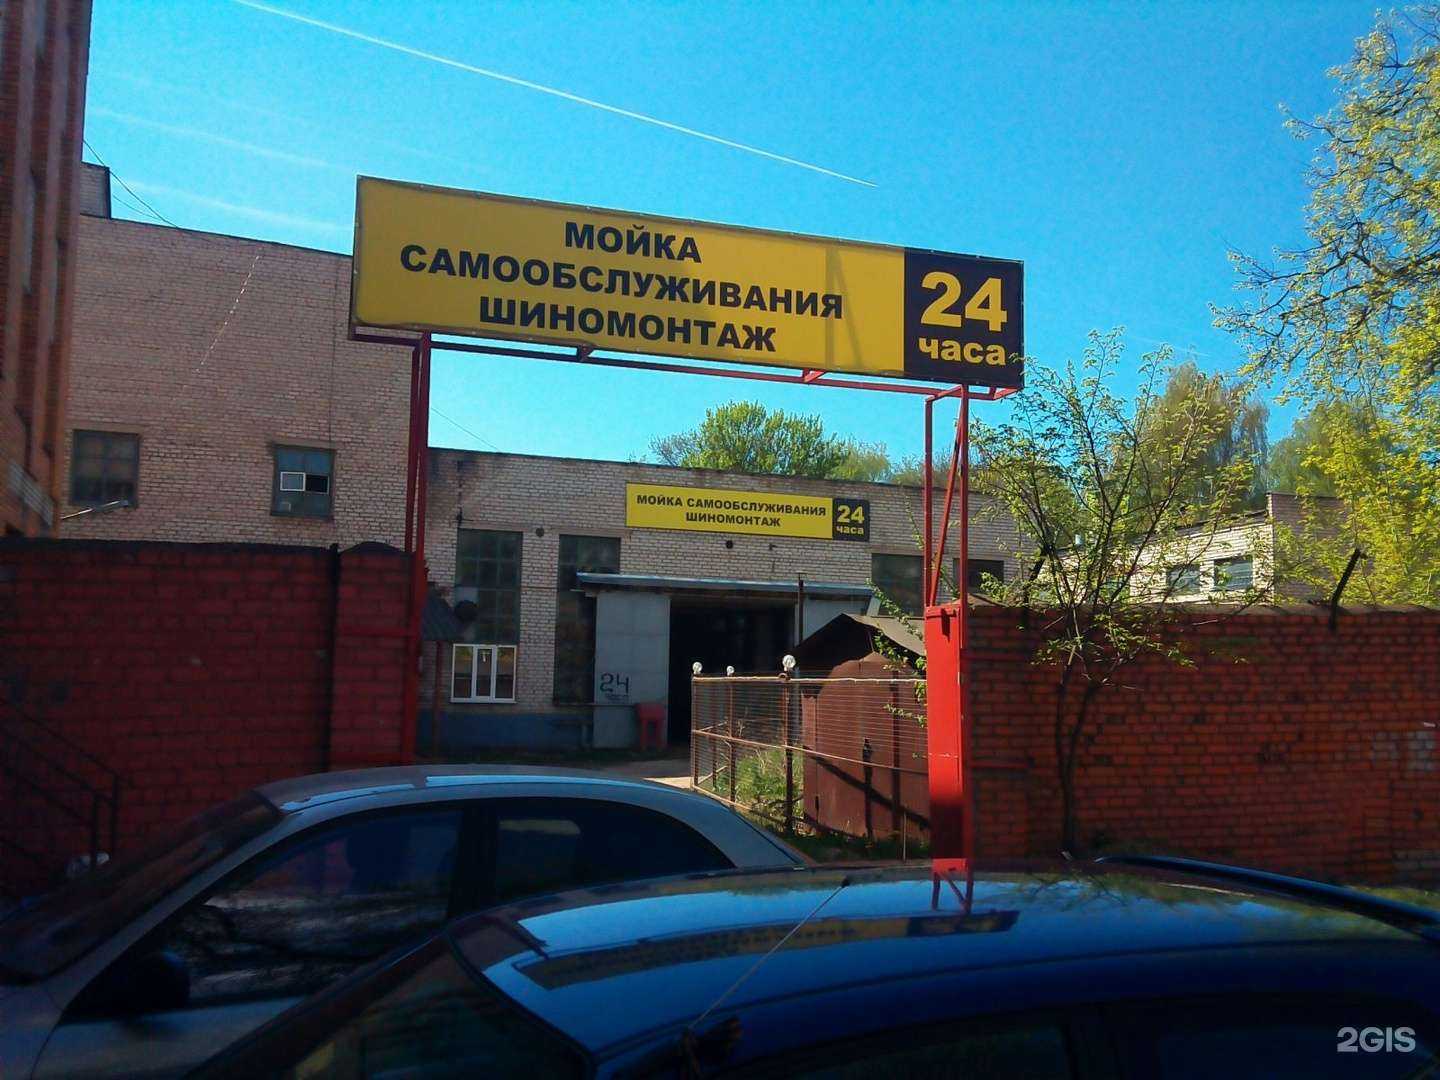 МОЙКА
САМООБСЛУЖИВАНИЯ
ШИНОМОНТАЖ
24
часа
МОЙКА САМООБСЛУЖИВАНИЯ
ШИНОМОНТАЖ
24
часа
24
2GIS